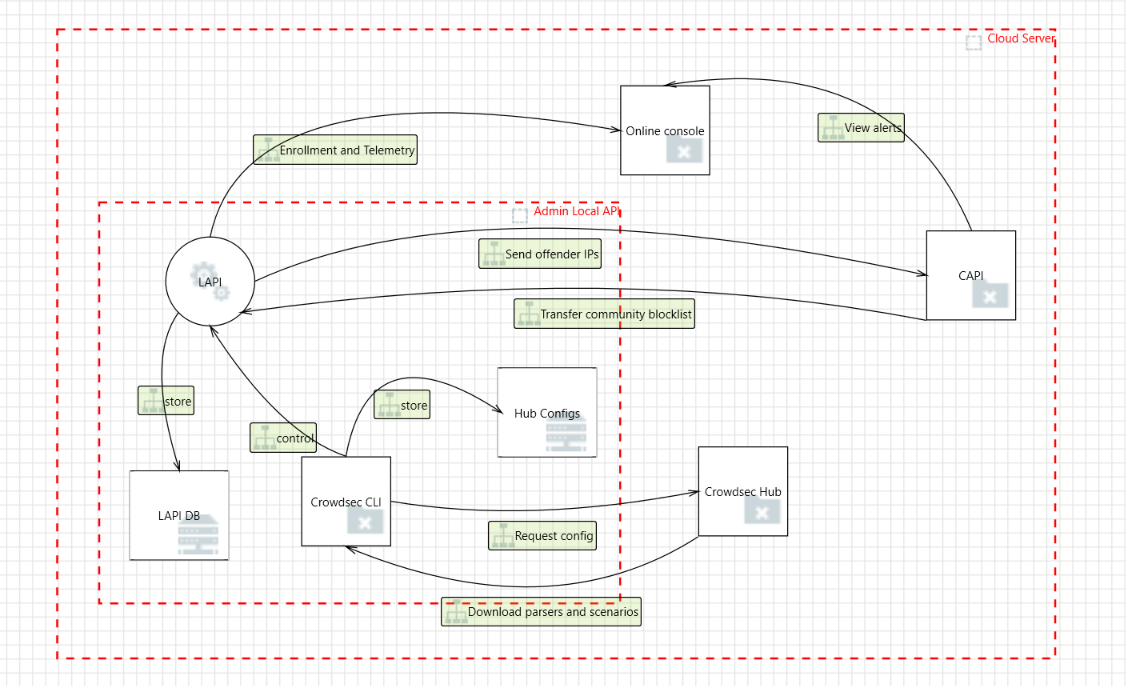 Cloud Server
Online console
View alerts
Enrollment and Telemetry
Admin Local API
Send offender IPs
LAPI
CAPI
Transfer community blocklist
store
store
Hub Configs
control
Crowdsec CLI
Crowdsec Hub
LAPI DB
Request config
Download parsers and scenarios